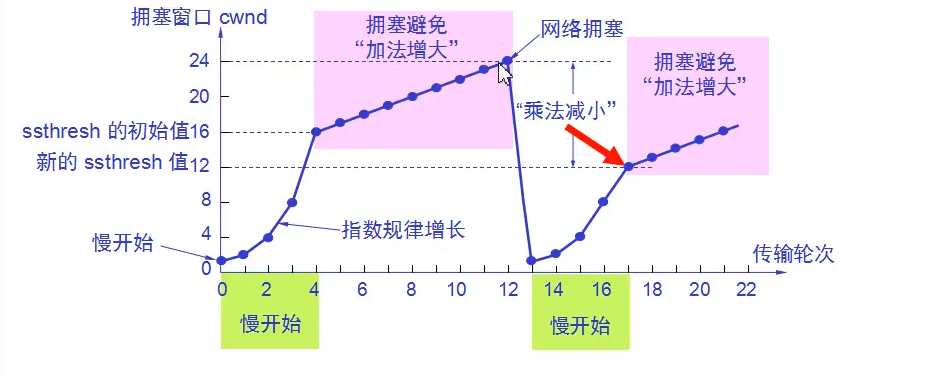 拥塞窗口 cwnd
拥塞避免
“加法增大”
网络拥塞
拥塞避免
“加法增大”
24
20
“乘法减小”
ssthresh 的初始值 16
新的 ssthresh 值 12
8
指数规律增长
4
慢开始
传输轮次
0
0 2 4 6 8 10 12 14 16 18 20 22
慢开始
慢开始